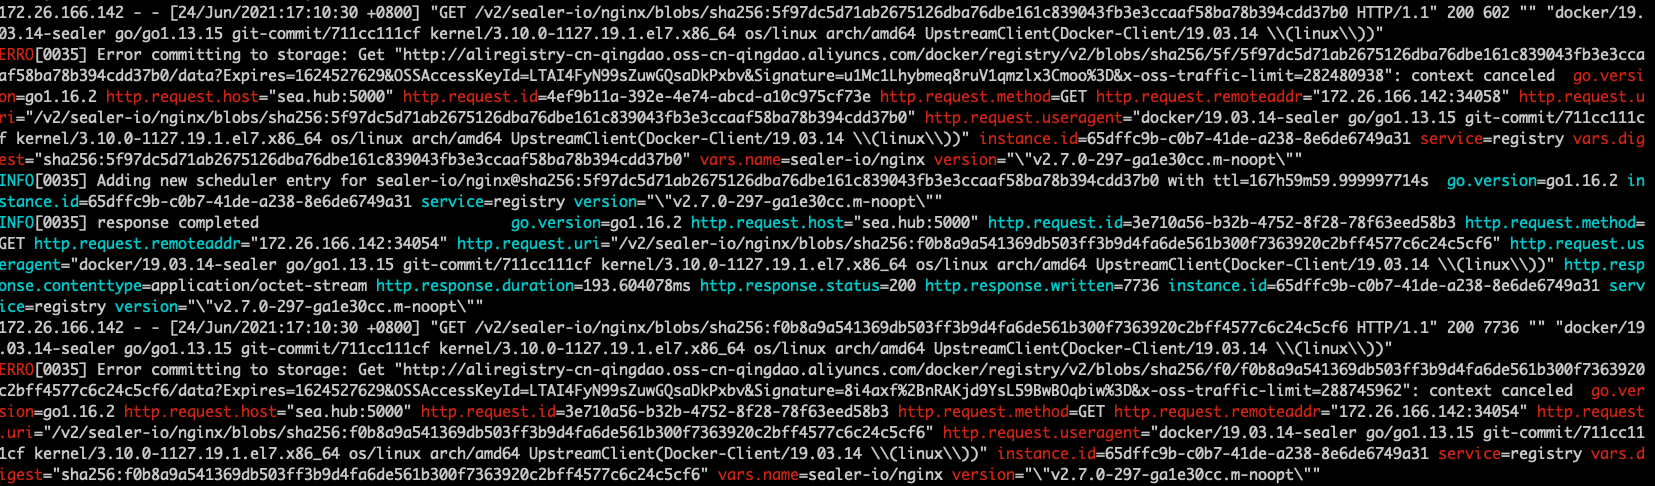 172.26.166.142 - - [24/Jun/2021:17:10:30 +0800] "GET /v2/sealer-io/nginx/blobs/sha256:5f97dc5d71ab2675126dba76dbe161c839043fb3e3ccaaf58ba78b394cdd37b0 HTTP/1.1" 200 602 "" "docker/19.
03.14-sealer go/go1.13.15 git-commit/711cc111cf kernel/3.10.0-1127.19.1.el7.x86_64 os/linux arch/amd64 UpstreamClient(Docker-Client/19.03.14 \\(linux\\))"
ERRO[0035] Error committing to storage: Get "http://aliregistry-cn-qingdao.oss-cn-qingdao.aliyuncs.com/docker/registry/v2/blobs/sha256/5f/5f97dc5d71ab2675126dba76dbe161c839043fb3e3cca
af58ba78b394cdd37b0/data?Expires=1624527629&OSSAccessKeyId=LTAI4FyN99sZuwGQsaDkPxbv&Signature=u1Mc1Lhybmeq8ruV1qmzlx3Cmoo%3D&x-oss-traffic-limit=282480938": context canceled  go.versi
on=go1.16.2 http.request.host="sea.hub:5000" http.request.id=4ef9b11a-392e-4e74-abcd-a10c975cf73e http.request.method=GET http.request.remoteaddr="172.26.166.142:34058" http.request.u
ri="/v2/sealer-io/nginx/blobs/sha256:5f97dc5d71ab2675126dba76dbe161c839043fb3e3ccaaf58ba78b394cdd37b0" http.request.useragent="docker/19.03.14-sealer go/go1.13.15 git-commit/711cc111c
f kernel/3.10.0-1127.19.1.el7.x86_64 os/linux arch/amd64 UpstreamClient(Docker-Client/19.03.14 \\(linux\\))" instance.id=65dffc9b-c0b7-41de-a238-8e6de6749a31 service=registry vars.dig
est="sha256:5f97dc5d71ab2675126dba76dbe161c839043fb3e3ccaaf58ba78b394cdd37b0" vars.name=sealer-io/nginx version="\"v2.7.0-297-ga1e30cc.m-noopt\""
INFO[0035] Adding new scheduler entry for sealer-io/nginx@sha256:5f97dc5d71ab2675126dba76dbe161c839043fb3e3ccaaf58ba78b394cdd37b0 with ttl=167h59m59.999997714s  go.version=go1.16.2 in
stance.id=65dffc9b-c0b7-41de-a238-8e6de6749a31 service=registry version="\"v2.7.0-297-ga1e30cc.m-noopt\""
INFO[0035] response completed                            go.version=go1.16.2 http.request.host="sea.hub:5000" http.request.id=3e710a56-b32b-4752-8f28-78f63eed58b3 http.request.method=
GET http.request.remoteaddr="172.26.166.142:34054" http.request.uri="/v2/sealer-io/nginx/blobs/sha256:f0b8a9a541369db503ff3b9d4fa6de561b300f7363920c2bff4577c6c24c5cf6" http.request.us
eragent="docker/19.03.14-sealer go/go1.13.15 git-commit/711cc111cf kernel/3.10.0-1127.19.1.el7.x86_64 os/linux arch/amd64 UpstreamClient(Docker-Client/19.03.14 \\(linux\\))" http.resp
onse.contenttype=application/octet-stream http.response.duration=193.604078ms http.response.status=200 http.response.written=7736 instance.id=65dffc9b-c0b7-41de-a238-8e6de6749a31 serv
ice=registry version="\"v2.7.0-297-ga1e30cc.m-noopt\""
172.26.166.142 - - [24/Jun/2021:17:10:30 +0800] "GET /v2/sealer-io/nginx/blobs/sha256:f0b8a9a541369db503ff3b9d4fa6de561b300f7363920c2bff4577c6c24c5cf6 HTTP/1.1" 200 7736 "" "docker/19
.03.14-sealer go/go1.13.15 git-commit/711cc111cf kernel/3.10.0-1127.19.1.el7.x86_64 os/linux arch/amd64 UpstreamClient(Docker-Client/19.03.14 \\(linux\\))"
ERRO[0035] Error committing to storage: Get "http://aliregistry-cn-qingdao.oss-cn-qingdao.aliyuncs.com/docker/registry/v2/blobs/sha256/f0/f0b8a9a541369db503ff3b9d4fa6de561b300f7363920
c2bff4577c6c24c5cf6/data?Expires=1624527629&OSSAccessKeyId=LTAI4FyN99sZuwGQsaDkPxbv&Signature=8i4axf%2BnRAKjd9YsL59BwBOqbiw%3D&x-oss-traffic-limit=288745962": context canceled  go.ver
sion=go1.16.2 http.request.host="sea.hub:5000" http.request.id=3e710a56-b32b-4752-8f28-78f63eed58b3 http.request.method=GET http.request.remoteaddr="172.26.166.142:34054" http.request
.uri="/v2/sealer-io/nginx/blobs/sha256:f0b8a9a541369db503ff3b9d4fa6de561b300f7363920c2bff4577c6c24c5cf6" http.request.useragent="docker/19.03.14-sealer go/go1.13.15 git-commit/711cc11
1cf kernel/3.10.0-1127.19.1.el7.x86_64 os/linux arch/amd64 UpstreamClient(Docker-Client/19.03.14 \\(linux\\))" instance.id=65dffc9b-c0b7-41de-a238-8e6de6749a31 service=registry vars.d
igest="sha256:f0b8a9a541369db503ff3b9d4fa6de561b300f7363920c2bff4577c6c24c5cf6" vars.name=sealer-io/nginx version="\"v2.7.0-297-ga1e30cc.m-noopt\""